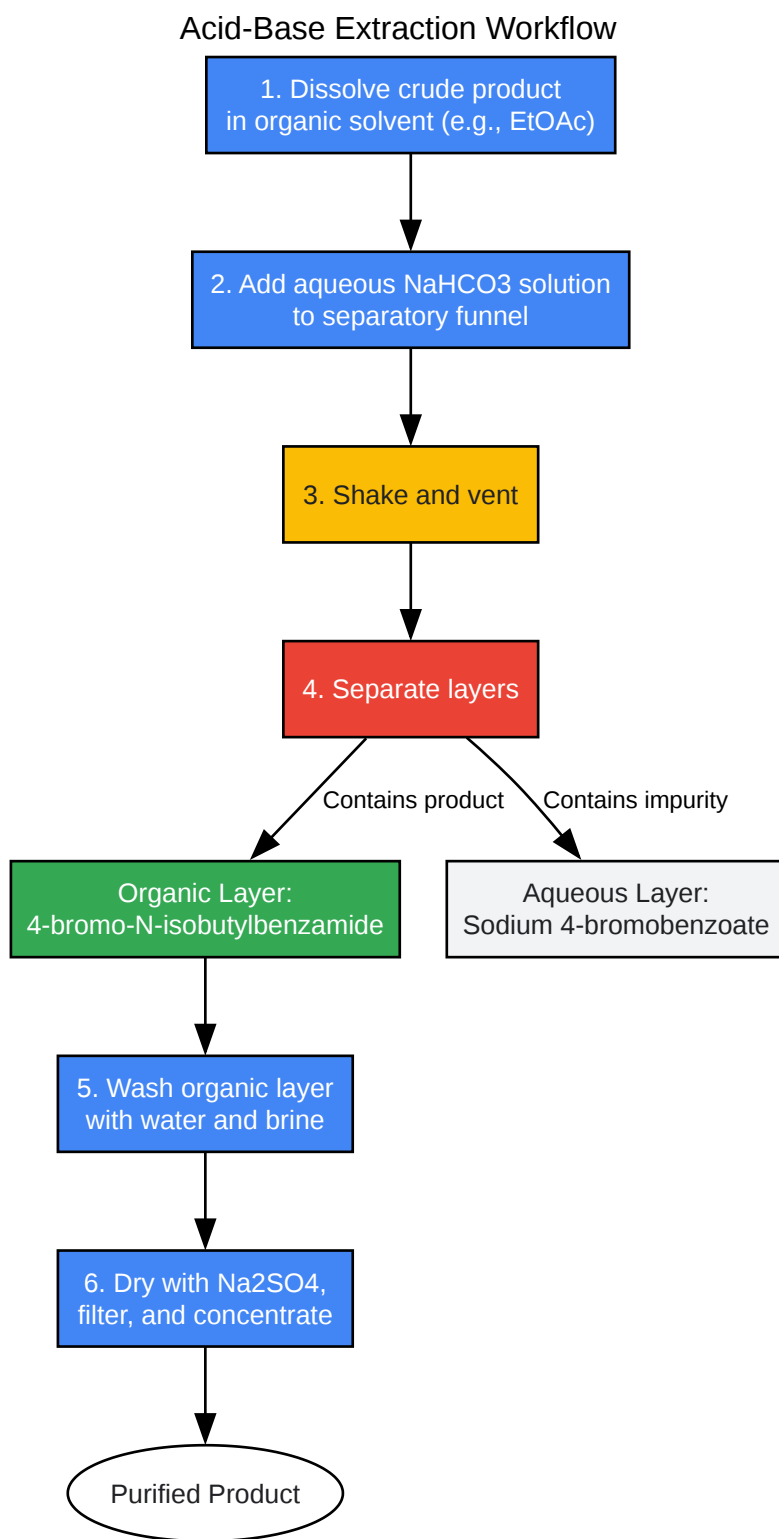 Acid-Base Extraction Workflow
1. Dissolve crude product
in organic solvent (e.g., EtOAc)
2. Add aqueous NaHCO3 solution
to separatory funnel
3. Shake and vent
4. Separate layers
Contains product
Contains impurity
Organic Layer:
4-bromo-N-isobutylbenzamide
Aqueous Layer:
Sodium 4-bromobenzoate
5. Wash organic layer
with water and brine
6. Dry with Na2SO4,
filter, and concentrate
Purified Product